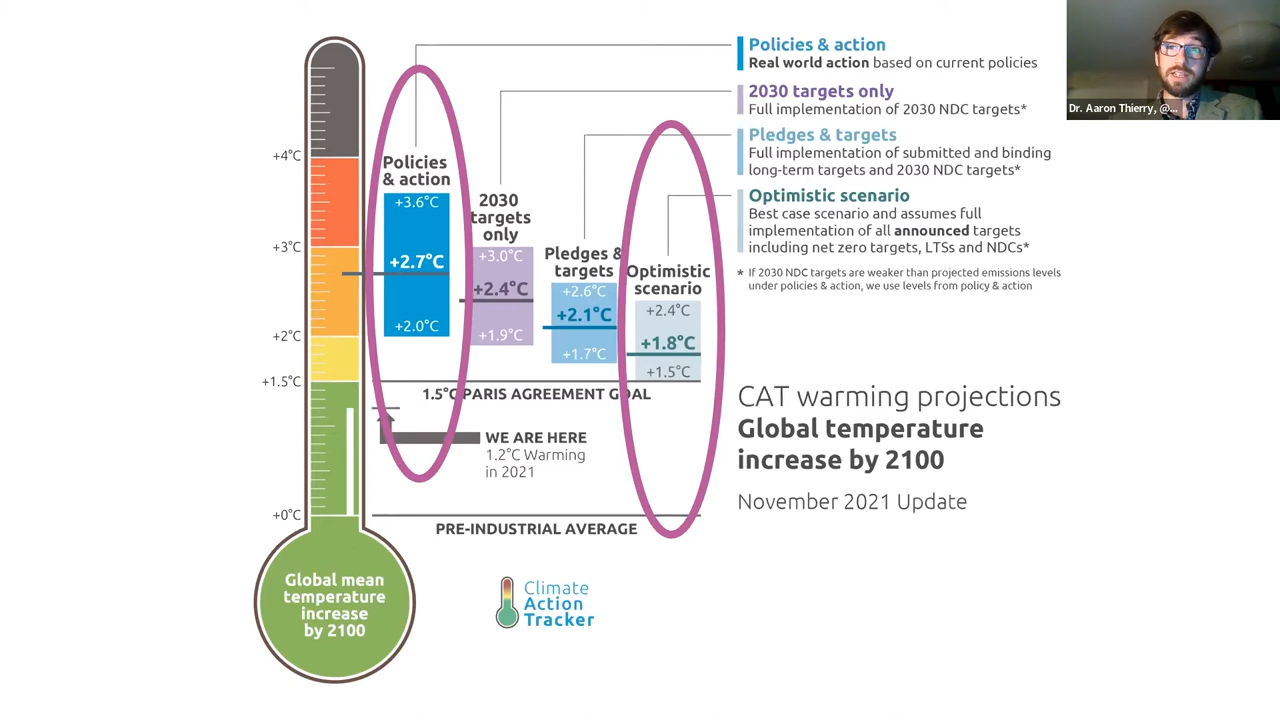 Policies & action
Real world action based on current policies
2030 targets only
Full implementation of 2030 NDC targets*
Pledges & targets
Full implementation of submitted and binding
long-term targets and 2030 NDC targets*
Optimistic scenario
Best case scenario and assumes full
implementation of all announced targets
including net zero targets, LTSs and NDCs*
* If 2030 NDC targets are weaker than projected emissions levels
under policies & action, we use levels from policy & action
Dr. Aaron Thierry, @...
+4°C
+3°C
+2°C
+1.5°C
+0°C
Policies
& action
+3.6°C
+2.7°C
+2.0°C
2030
targets
only
+3.0°C
+2.4°C
+1.9°C
Pledges &
targets
+2.6°C
+2.1°C
+1.7°C
Optimistic
scenario
+2.4°C
+1.8°C
+1.5°C
1.5°C PARIS AGREEMENT GOAL
WE ARE HERE
1.2°C Warming
in 2021
PRE-INDUSTRIAL AVERAGE
CAT warming projections
Global temperature
increase by 2100
November 2021 Update
Global mean
temperature
increase
by 2100
Climate
Action
Tracker